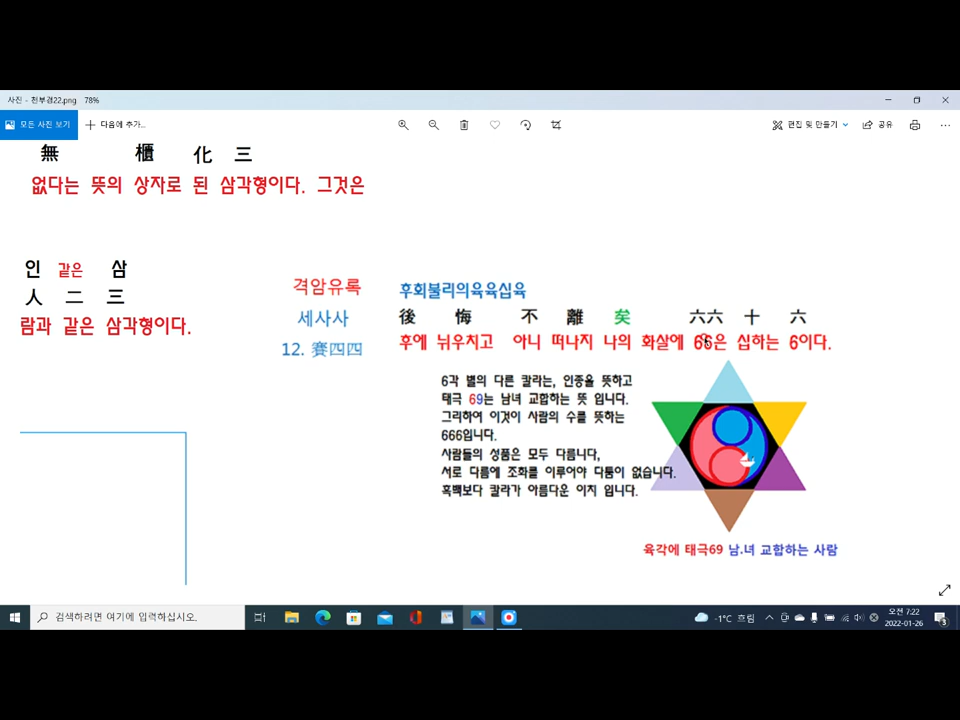 사진 - 천부경22.png 78%
모든 사진 보기 다음에 추가... 편집 및 만들기 공유
無 櫃 化 三
없다는 뜻의 상자로 된 삼각형이다. 그것은
인 같은 삼
人 二 三
람과 같은 삼각형이다.
격암유록
세사사
12. 賽四四
후회불리의육육십육
後 悔 不 離 矣 六六 十 六
후에 뉘우치고 아니 떠나지 나의 화살에 66은 십하는 6이다.
6각 별의 다른 칼라는, 인종을 뜻하고
태극 69는 남녀 교합하는 뜻 입니다.
그리하여 이것이 사람의 수를 뜻하는
666입니다.
사람들의 성품은 모두 다릅니다,
서로 다름에 조화를 이루어야 다툼이 없습니다.
흑백보다 칼라가 아름다운 이치 입니다.
육각에 태극69 남.녀 교합하는 사람
검색하려면 여기에 입력하십시오.
-1°C 흐림
오전 7:22
2022-01-26
3